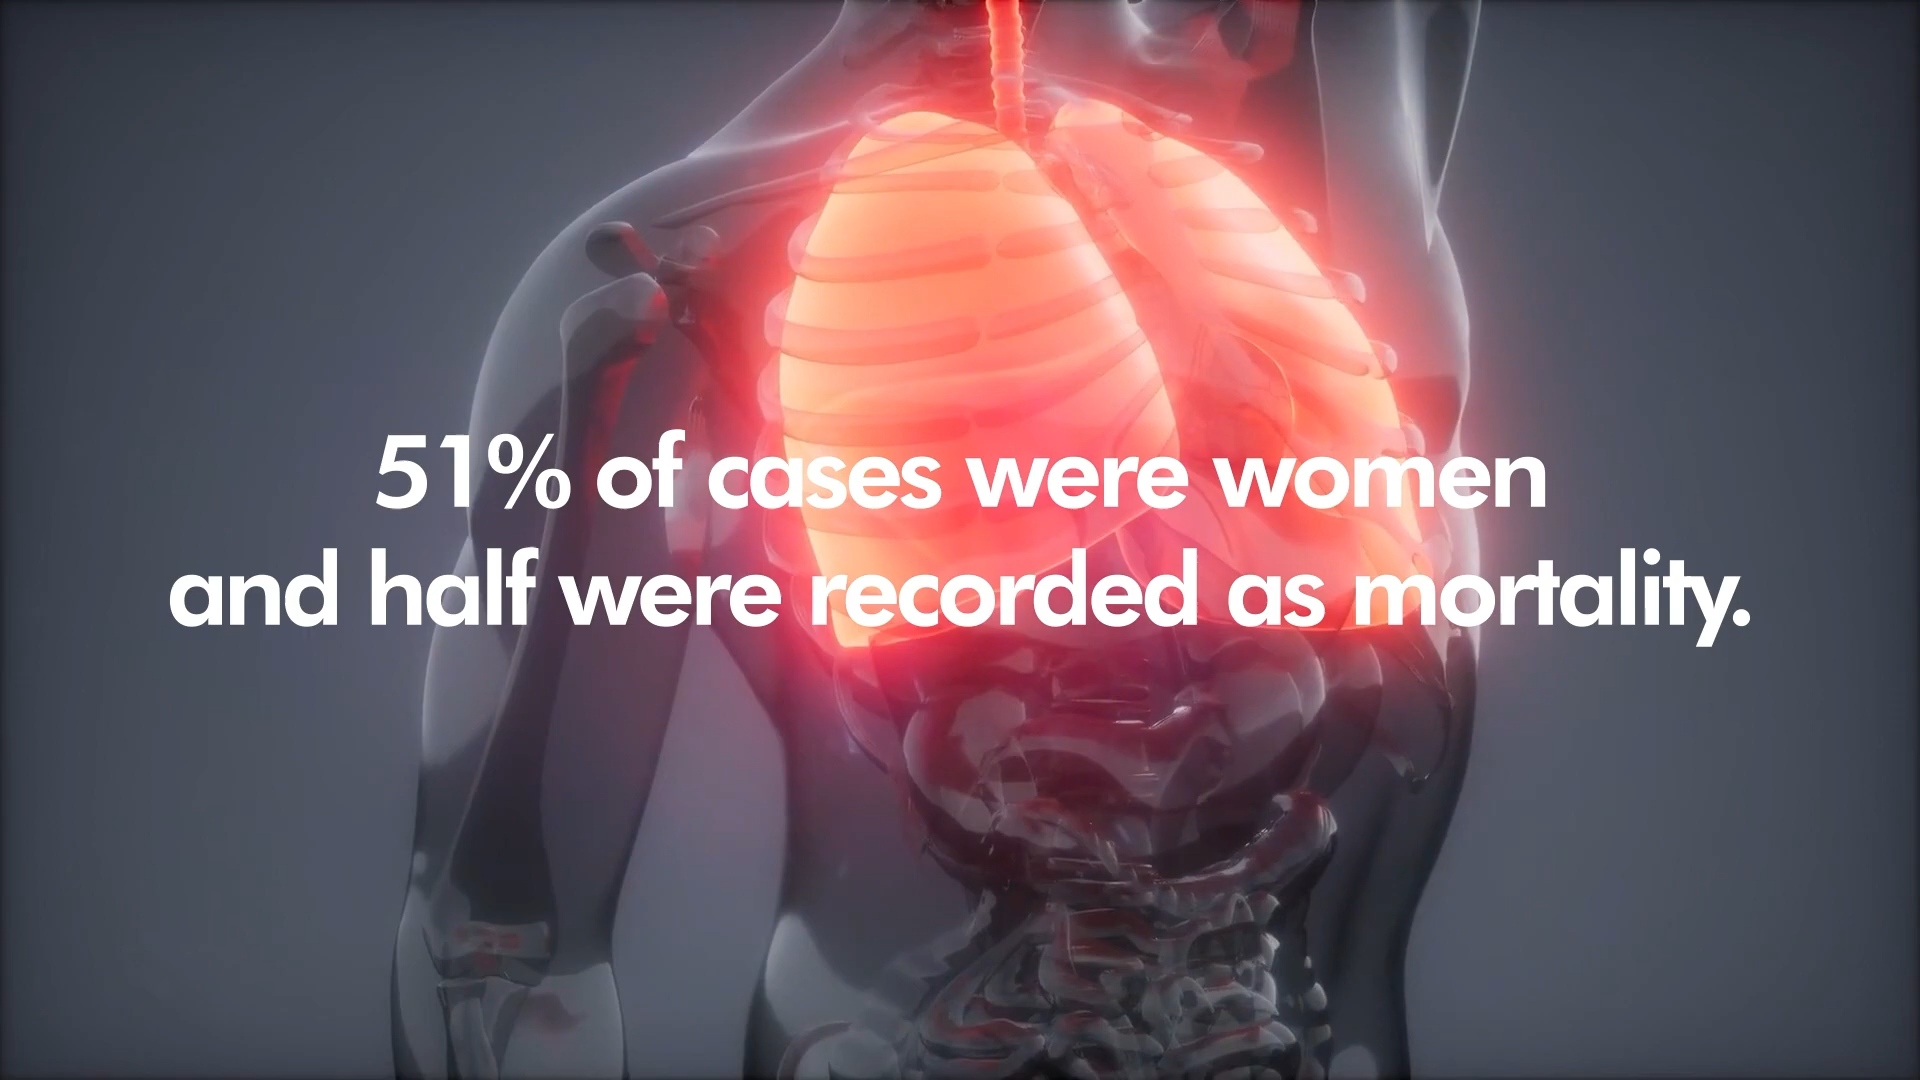 51% of cases were women
and half were recorded as mortality.